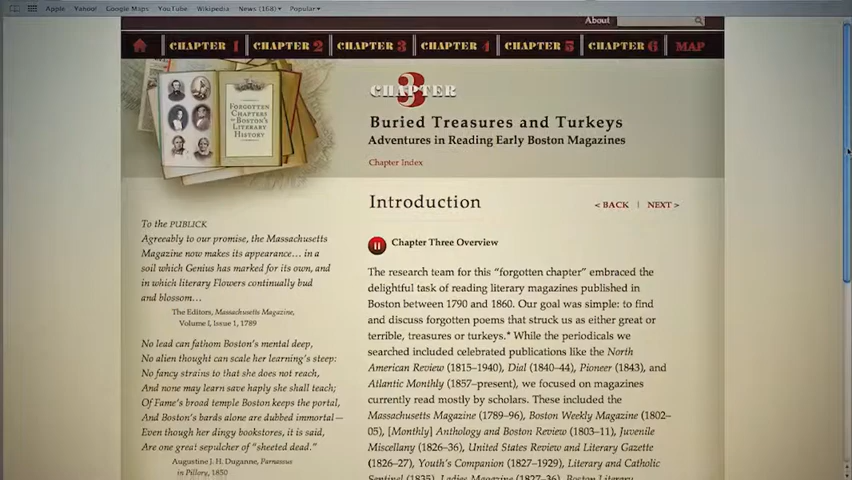 Apple Yahoo! Google Maps YouTube Wikipedia News (168) Popular
About
CHAPTER 1 CHAPTER 2 CHAPTER 3 CHAPTER 4 CHAPTER 5 CHAPTER 6 MAP
FORGOTTEN
CHAPTERS
of BOSTON'S
LITERARY
HISTORY
CHAPTER 3
Buried Treasures and Turkeys
Adventures in Reading Early Boston Magazines
Chapter Index
Introduction
< BACK | NEXT >
To the PUBLICK
Agreeably to our promise, the Massachusetts
Magazine now makes its appearance… in a
soil which Genius has marked for its own, and
in which literary Flowers continually bud
and blossom…
The Editors, Massachusetts Magazine,
Volume I, Issue 1, 1789
No lead can fathom Boston's mental deep,
No alien thought can scale her learning's steep:
No fancy strains to that she does not reach,
And none may learn save haply she shall teach;
Of Fame's broad temple Boston keeps the portal,
And Boston's bards alone are dubbed immortal—
Even though her dingy bookstores, it is said,
Are one great sepulcher of "sheeted dead."
Augustine J. H. Duganne, Parnassus
in Pillory, 1850
Chapter Three Overview
The research team for this "forgotten chapter" embraced the
delightful task of reading literary magazines published in
Boston between 1790 and 1860. Our goal was simple: to find
and discuss forgotten poems that struck us as either great or
terrible, treasures or turkeys.* While the periodicals we
searched included celebrated publications like the North
American Review (1815-1940), Dial (1840-44), Pioneer (1843), and
Atlantic Monthly (1857-present), we focused on magazines
currently read mostly by scholars. These included the
Massachusetts Magazine (1789-96), Boston Weekly Magazine (1802-
05), [Monthly] Anthology and Boston Review (1803-11), Juvenile
Miscellany (1826-36), United States Review and Literary Gazette
(1826-27), Youth's Companion (1827-1929), Literary and Catholic
Sentinel (1835), Ladies Magazine (1827-36), Boston Literary